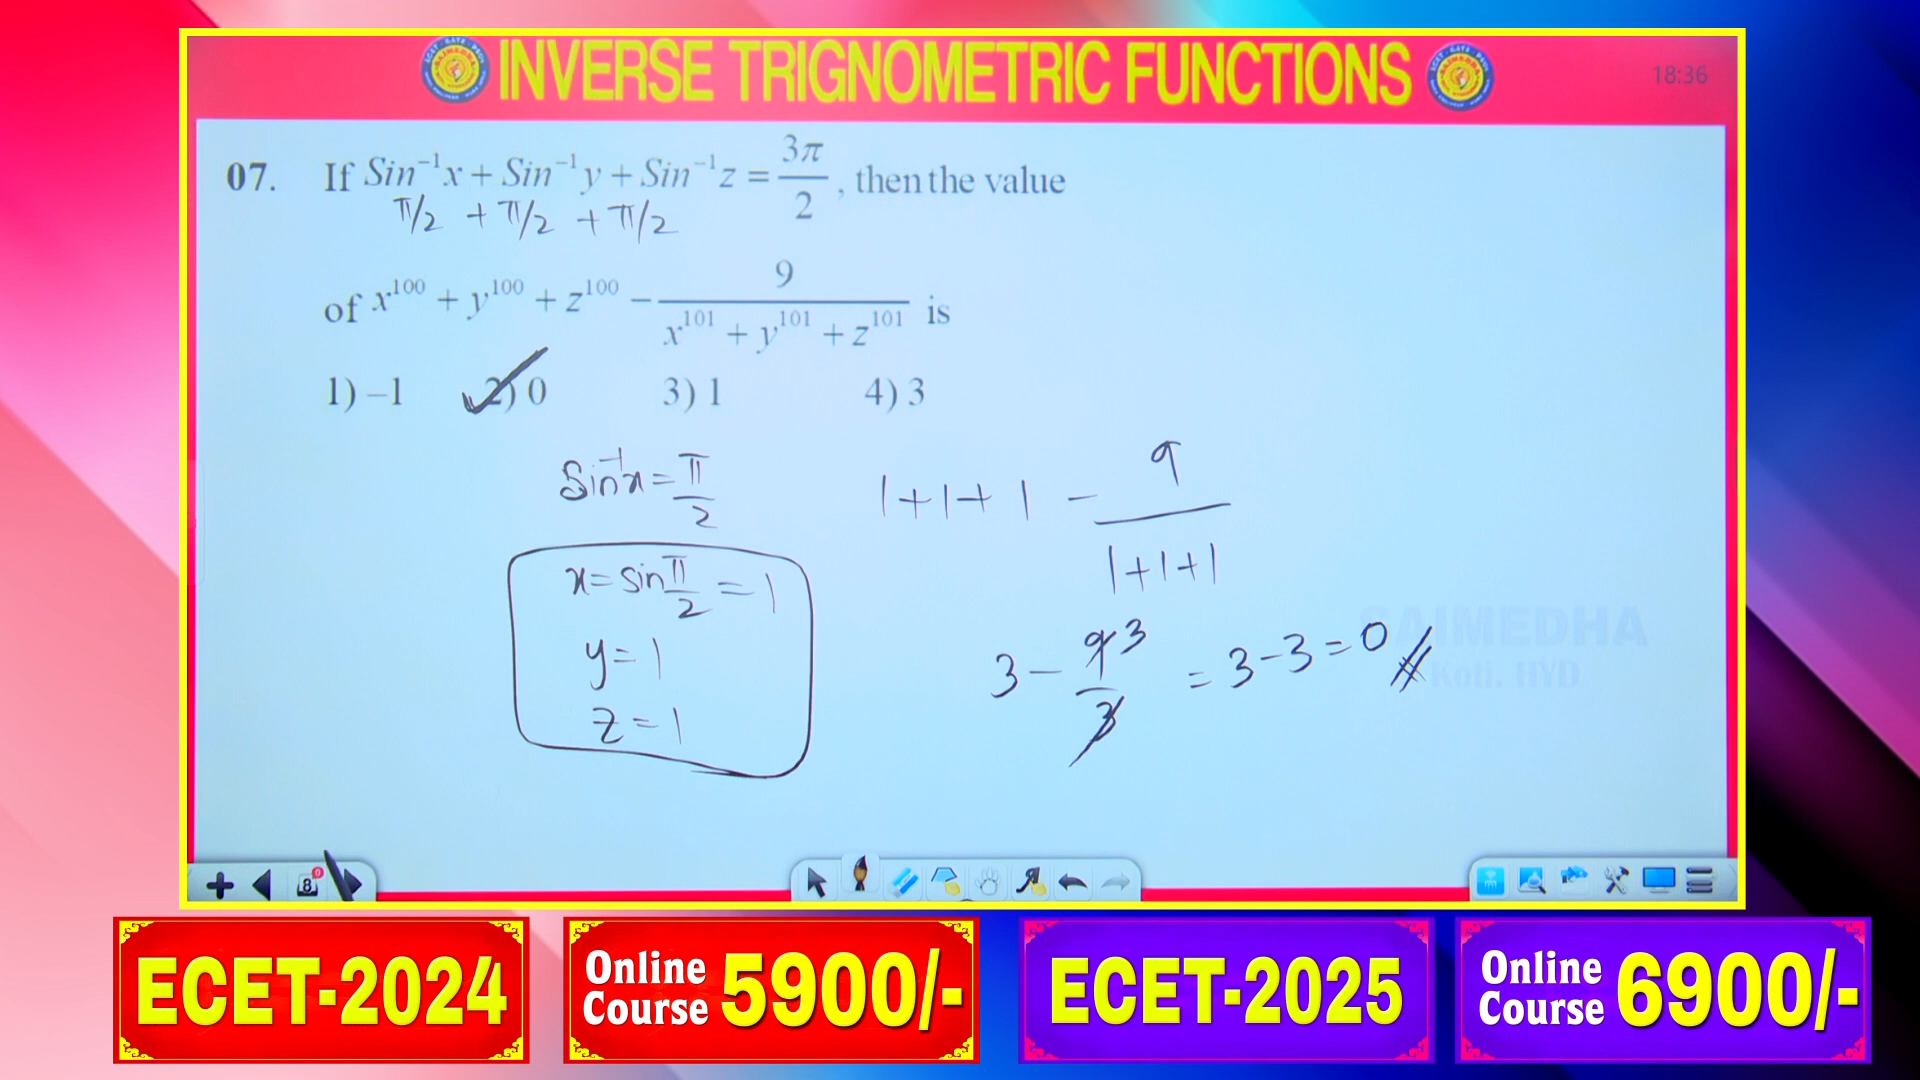 INVERSE TRIGNOMETRIC FUNCTIONS
18:36
07. If Sin⁻¹x + Sin⁻¹y + Sin⁻¹z = 3π/2, then the value
π/2 + π/2 + π/2
of x¹⁰⁰ + y¹⁰⁰ + z¹⁰⁰ − 9/(x¹⁰¹ + y¹⁰¹ + z¹⁰¹) is
1) –1 2) 0 3) 1 4) 3
Sin⁻¹x = π/2
x = sin π/2 = 1
y = 1
z = 1
1+1+1 − 9/(1+1+1)
3 − 9/3 3 = 3−3 = 0
SAIMEDHA
Koti. HYD
8
0
ECET-2024
Online Course 5900/-
ECET-2025
Online Course 6900/-